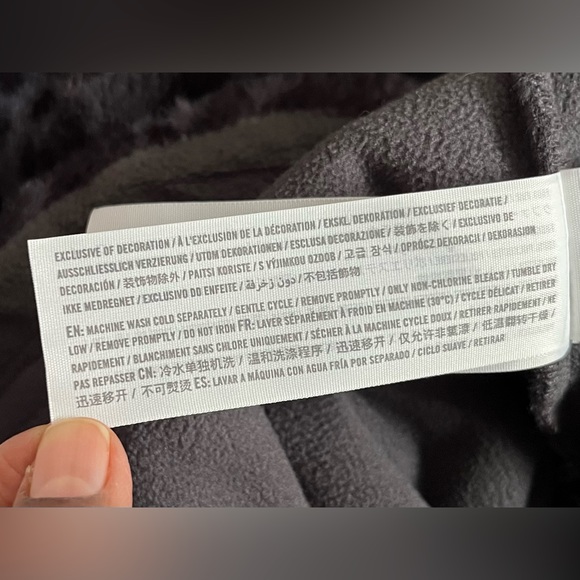 EXCLUSIVE OF DECORATION / À L'EXCLUSION DE LA DÉCORATION / EKSKL. DEKORATION / EXCLUSIEF DECORATIE /
AUSSCHLIESSLICH VERZIERUNG / UTOM DEKORATIONEN / ESCLUSA DECORAZIONE / 装飾を除く / EXCLUSIVO DE
DECORACIÓN / 装饰物除外 / PAITSI KORISTE / S VÝJIMKOU OZDOB / 고급 장식 / OPRÓCZ DEKORACJI / DEKORASJON
IKKE MEDREGNET / EXCLUSIVO DO ENFEITE / دون زخرفة / 不包括飾物
EN: MACHINE WASH COLD SEPARATELY / GENTLE CYCLE / REMOVE PROMPTLY / ONLY NON-CHLORINE BLEACH / TUMBLE DRY
LOW / REMOVE PROMPTLY / DO NOT IRON FR: LAVER SÉPARÉMENT À FROID EN MACHINE (30°C) / CYCLE DÉLICAT / RETIRER
RAPIDEMENT / BLANCHIMENT SANS CHLORE UNIQUEMENT / SÉCHER À LA MACHINE CYCLE DOUX / RETIRER RAPIDEMENT / NE
PAS REPASSER CN: 冷水单独机洗 / 温和洗涤程序 / 迅速移开 / 仅允许非氯漂 / 低温翻转干燥 /
迅速移开 / 不可熨烫 ES: LAVAR A MÁQUINA CON AGUA FRÍA POR SEPARADO / CICLO SUAVE / RETIRAR